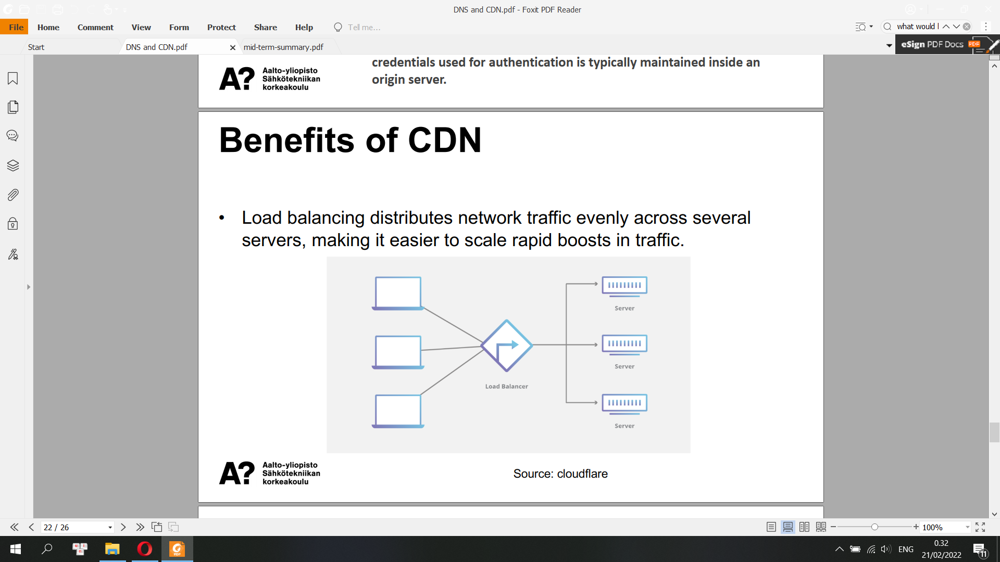 DNS and CDN.pdf - Foxit PDF Reader
File Home Comment View Form Protect Share Help Tell me...
what would l
Start DNS and CDN.pdf mid-term-summary.pdf
eSign PDF Docs PDF
credentials used for authentication is typically maintained inside an
origin server.
A? Aalto-yliopisto
Sähkötekniikan
korkeakoulu
Benefits of CDN
• Load balancing distributes network traffic evenly across several
servers, making it easier to scale rapid boosts in traffic.
Server
Server
Load Balancer
Server
A? Aalto-yliopisto
Sähkötekniikan
korkeakoulu
Source: cloudflare
22 / 26
100%
ENG
0.32
21/02/2022
11